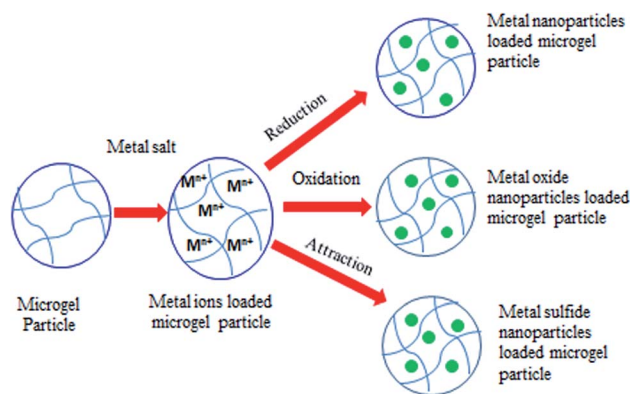 Metal nanoparticles
loaded microgel
particle
Reduction
Metal salt
Mⁿ⁺
Mⁿ⁺
Mⁿ⁺
Mⁿ⁺
Mⁿ⁺
Oxidation
Metal oxide
nanoparticles loaded
microgel particle
Attraction
Microgel
Particle
Metal ions loaded
microgel particle
Metal sulfide
nanoparticles
loaded microgel
particle